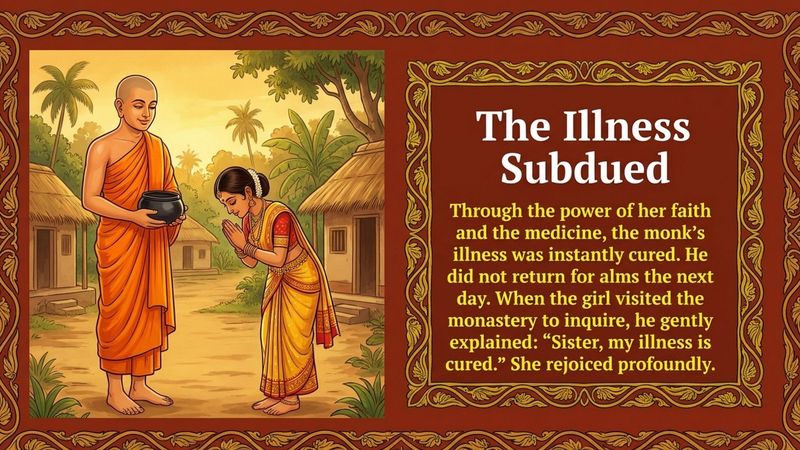 The Illness
Subdued
Through the power of her faith
and the medicine, the monk’s
illness was instantly cured. He
did not return for alms the next
day. When the girl visited the
monastery to inquire, he gently
explained: “Sister, my illness is
cured.” She rejoiced profoundly.